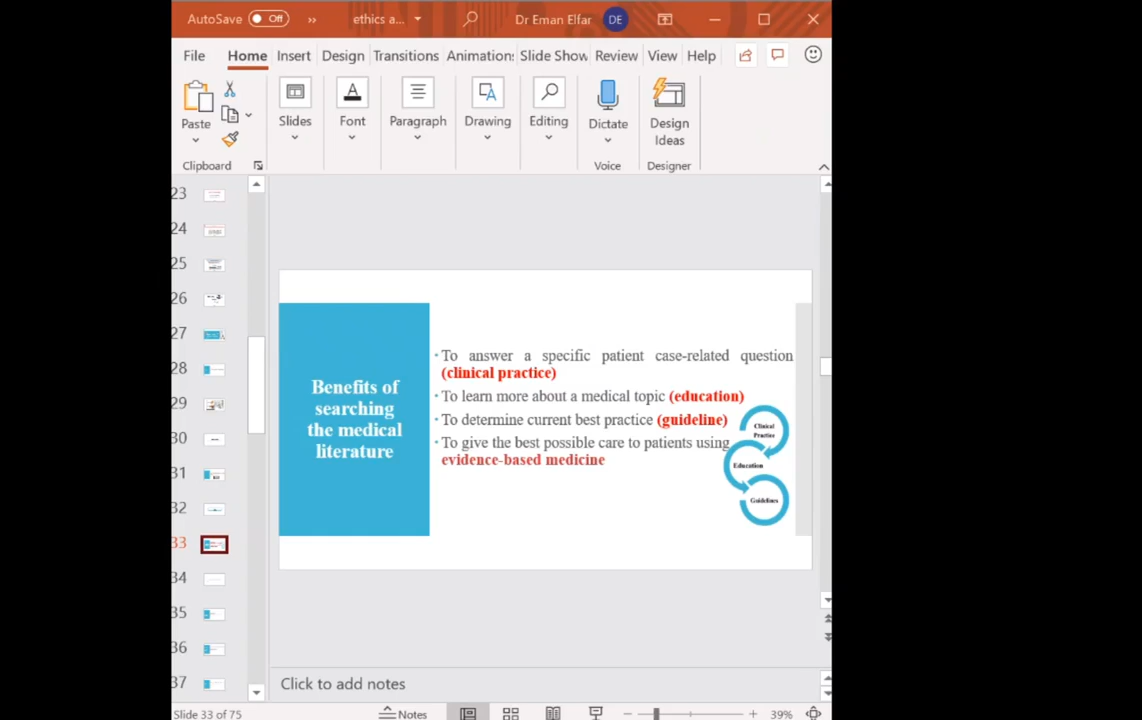 AutoSave Off ethics a... Dr Eman Elfar DE
File Home Insert Design Transitions Animations Slide Show Review View Help
Paste Slides Font Paragraph Drawing Editing Dictate Design Ideas
Clipboard Voice Designer
23
24
25
26
27
28
29
30
31
32
33
34
35
36
37
Benefits of
searching
the medical
literature
• To answer a specific patient case-related question
(clinical practice)
• To learn more about a medical topic (education)
• To determine current best practice (guideline)
• To give the best possible care to patients using
evidence-based medicine
Clinical
Practice
Education
Guidelines
Click to add notes
Slide 33 of 75 Notes 39%